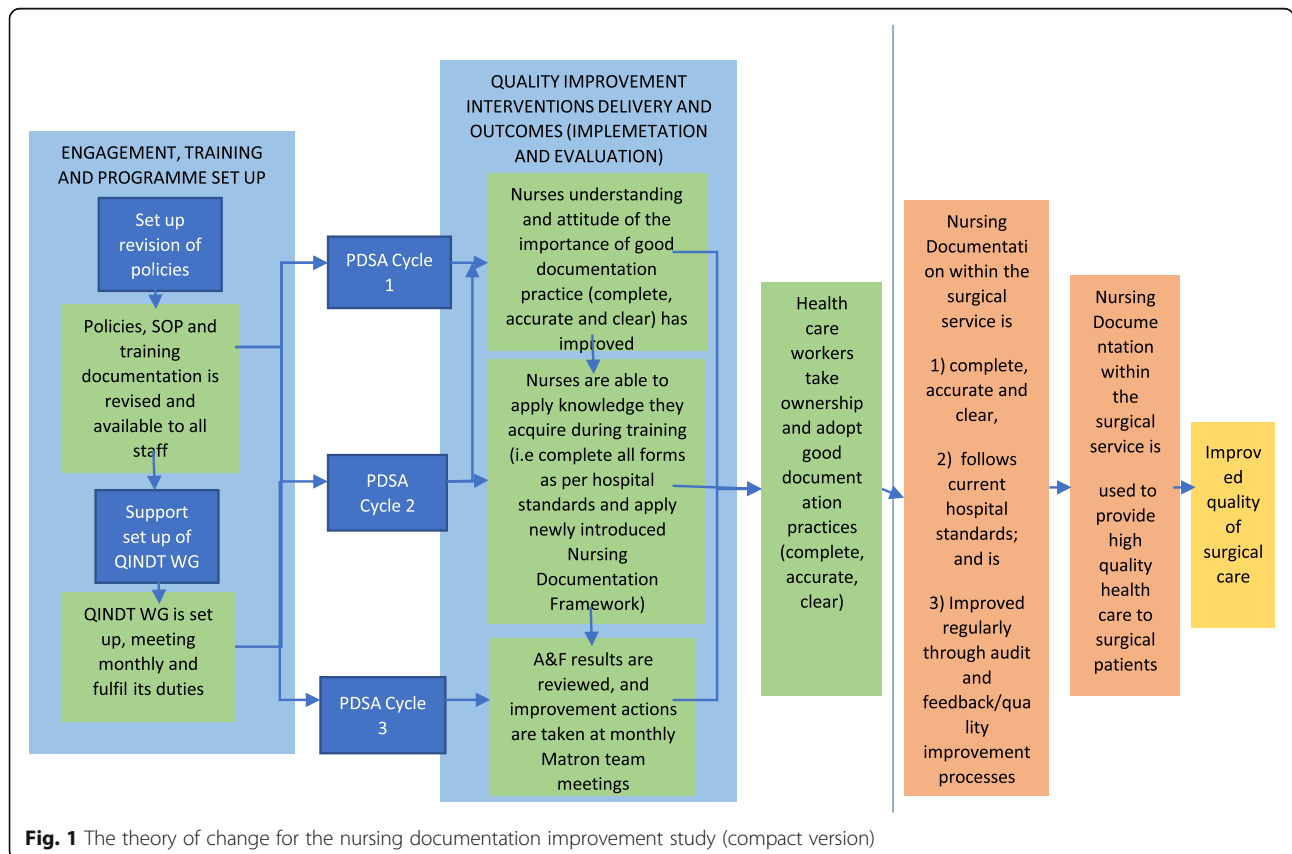 ENGAGEMENT, TRAINING
AND PROGRAMME SET UP
Set up
revision of
policies
Policies, SOP and
training
documentation is
revised and
available to all
staff
Support
set up of
QINDT WG
QINDT WG is set
up, meeting
monthly and
fulfil its duties
PDSA Cycle
1
PDSA
Cycle 2
PDSA Cycle
3
QUALITY IMPROVEMENT
INTERVENTIONS DELIVERY AND
OUTCOMES (IMPLEMETATION
AND EVALUATION)
Nurses understanding
and attitude of the
importance of good
documentation
practice (complete,
accurate and clear) has
improved
Nurses are able to
apply knowledge they
acquire during training
(i.e complete all forms
as per hospital
standards and apply
newly introduced
Nursing
Documentation
Framework)
A&F results are
reviewed, and
improvement actions
are taken at monthly
Matron team
meetings
Health
care
workers
take
ownership
and adopt
good
document
ation
practices
(complete,
accurate,
clear)
Nursing
Documentati
on within the
surgical
service is
1) complete,
accurate and
clear,
2) follows
current
hospital
standards;
and is
3) Improved
regularly
through audit
and
feedback/qua
lity
improvement
processes
Nursing
Docume
ntation
within
the
surgical
service is
used to
provide
high
quality
health
care to
surgical
patients
Improv
ed
quality
of
surgical
care
Fig. 1 The theory of change for the nursing documentation improvement study (compact version)